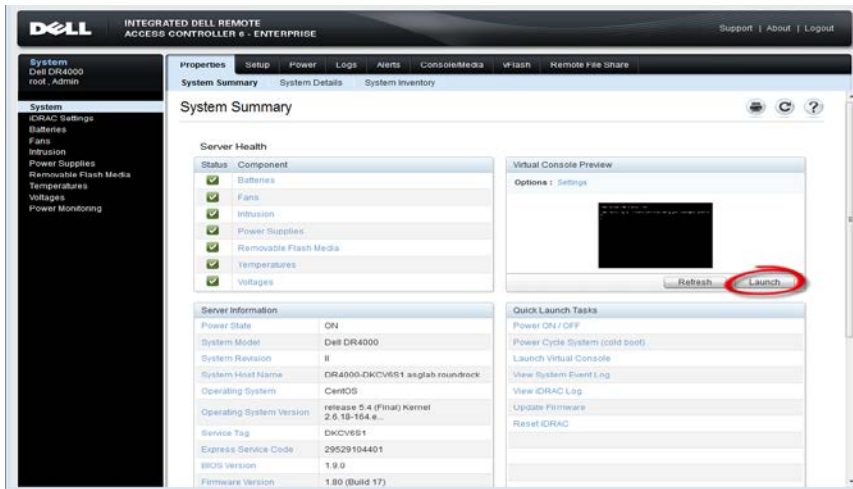 DELL
INTEGRATED DELL REMOTE
ACCESS CONTROLLER 6 - ENTERPRISE
Support | About | Logout
System
Dell DR4000
root , Admin
System
iDRAC Settings
Batteries
Fans
Intrusion
Power Supplies
Removable Flash Media
Temperatures
Voltages
Power Monitoring
Properties Setup Power Logs Alerts Console/Media vFlash Remote File Share
System Summary System Details System Inventory
System Summary
?
Server Health
Status Component
Batteries
Fans
Intrusion
Power Supplies
Removable Flash Media
Temperatures
Voltages
Virtual Console Preview
Options : Settings
Refresh Launch
Server Information
Power State ON
System Model Dell DR4000
System Revision II
System Host Name DR4000-DKCV6S1.asglab.roundrock
Operating System CentOS
Operating System Version release 5.4 (Final) Kernel
2.6.18-164.e...
Service Tag DKCV6S1
Express Service Code 29529104401
BIOS Version 1.9.0
Firmware Version 1.80 (Build 17)
Quick Launch Tasks
Power ON / OFF
Power Cycle System (cold boot)
Launch Virtual Console
View System Event Log
View iDRAC Log
Update Firmware
Reset iDRAC